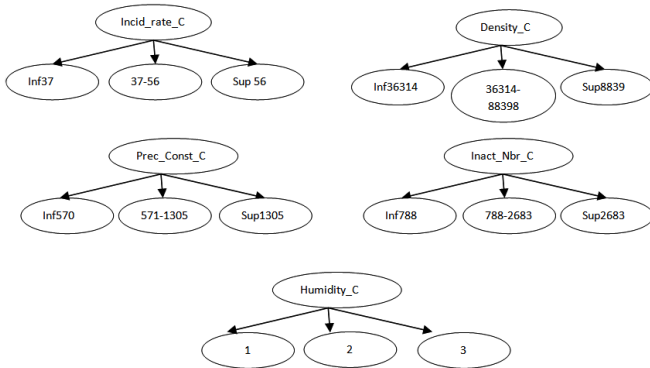 Incid_rate_C
Inf37
37-56
Sup 56
Density_C
Inf36314
36314-
88398
Sup8839
Prec_Const_C
Inf570
571-1305
Sup1305
Inact_Nbr_C
Inf788
788-2683
Sup2683
Humidity_C
1
2
3